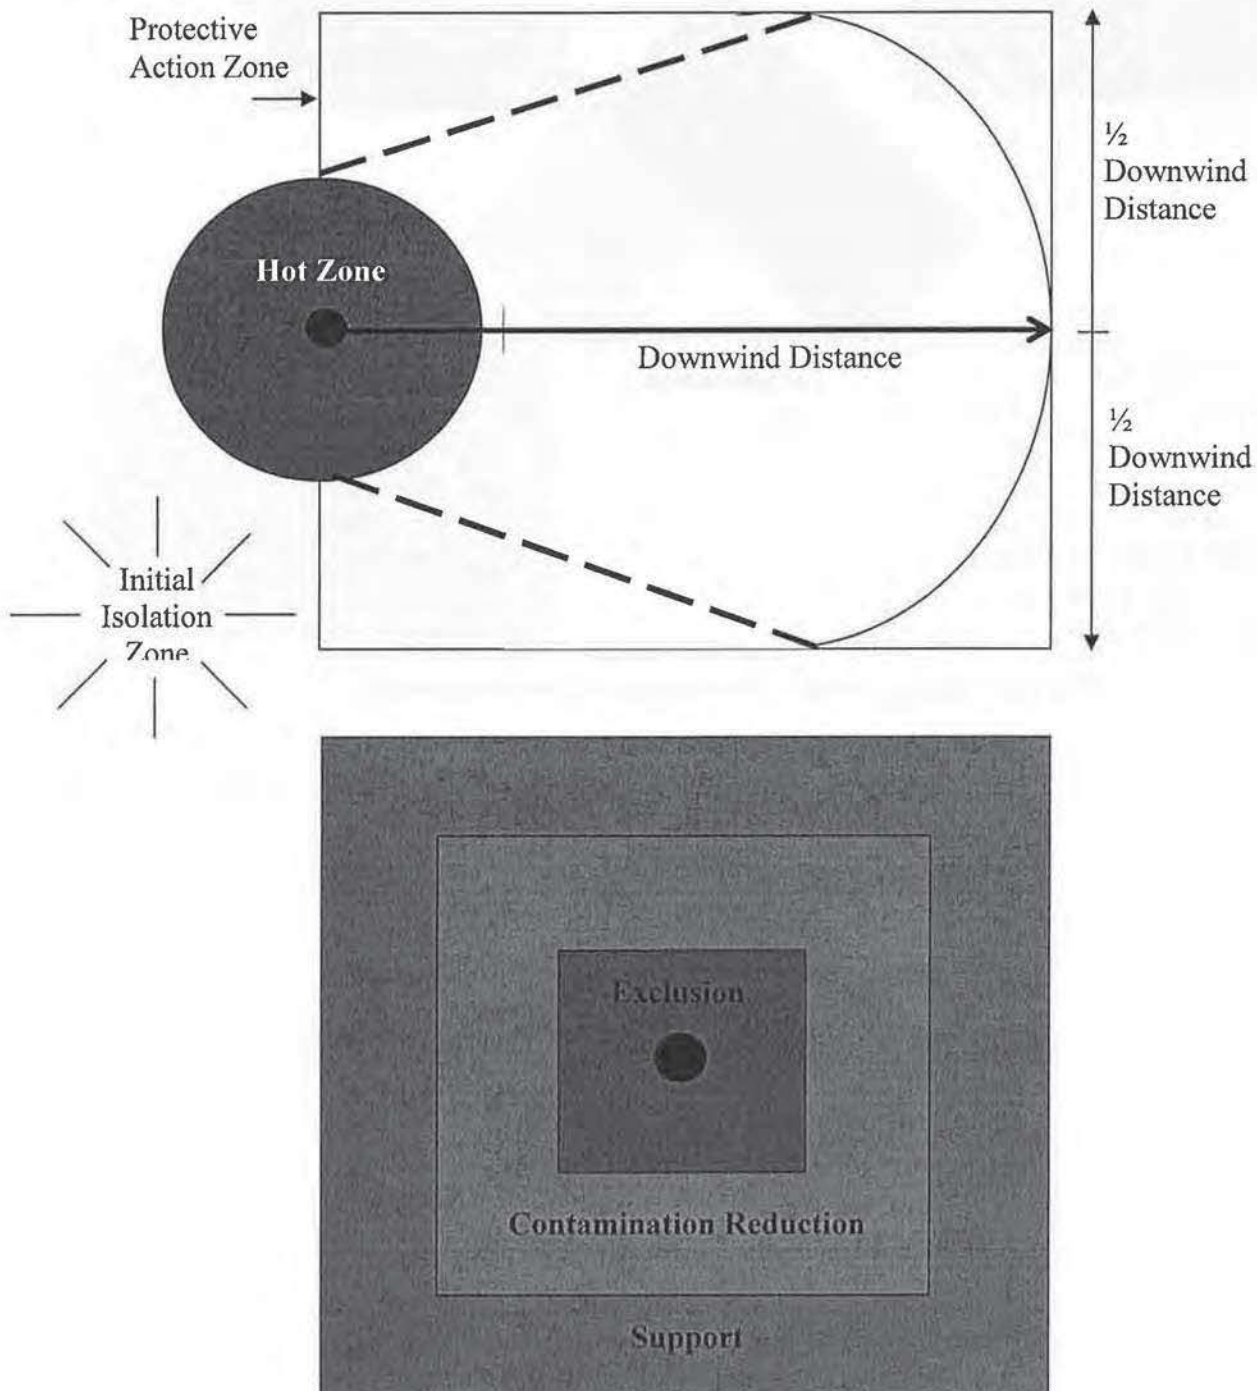 Protective
Action Zone
½
Downwind
Distance
Hot Zone
Downwind Distance
½
Downwind
Distance
Initial
Isolation
Zone
Exclusion
Contamination Reduction
Support